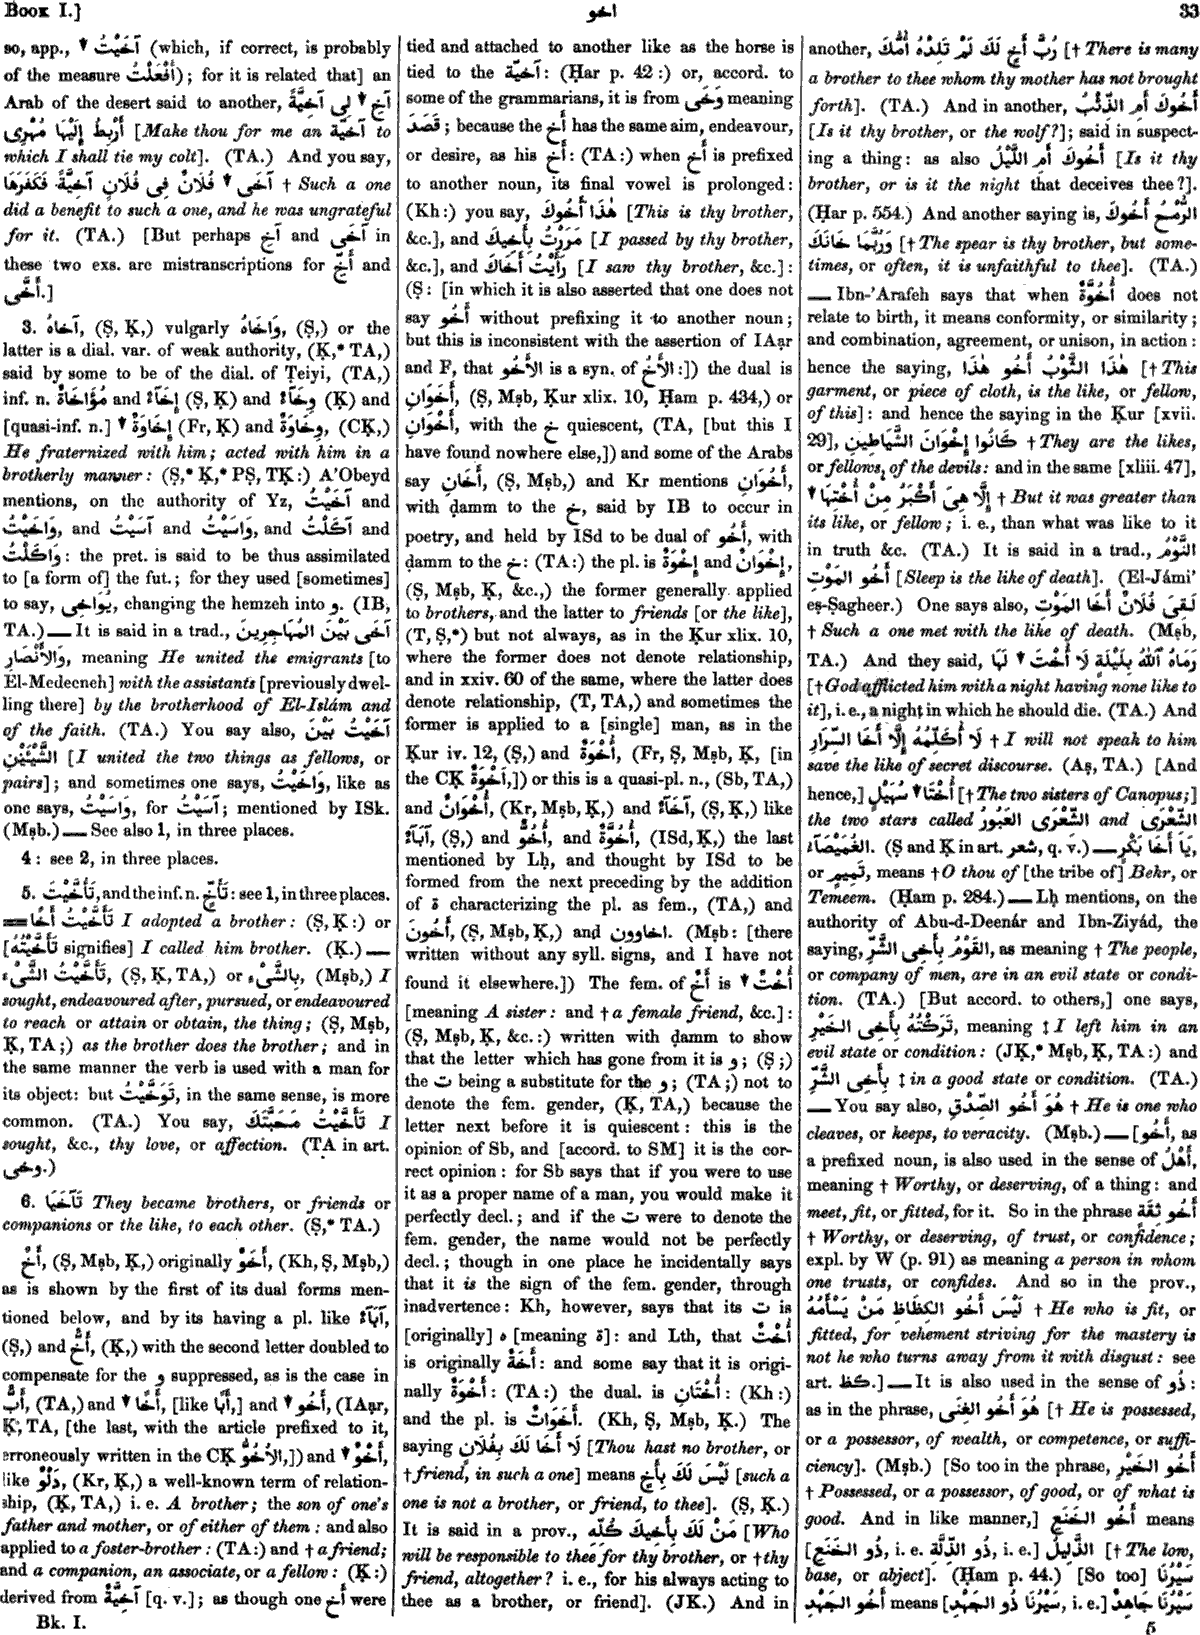 Book I.]
اخو
33
so, app., ↓ آخَيْتُ (which, if correct, is probably
of the measure أَفْعَلْتُ); for it is related that] an
Arab of the desert said to another, آخِ ↓ لِى آخِيَّةً
أَرْبِطُ إِلَيْهَا مُهْرِى [Make thou for me an آخيّة to
which I shall tie my colt]. (TA.) And you say,
آخَى ↓ فُلَانٌ فِى فُلَانٍ آخِيَّةً فَكَفَرَهَا † Such a one
did a benefit to such a one, and he was ungrateful
for it. (TA.) [But perhaps آخِ and آخَى in
these two exs. are mistranscriptions for أَخِّ and
أَخَّى.]
3. آخاهُ, (Ṣ, Ḳ,) vulgarly وَاخَاهُ, (Ṣ,) or the
latter is a dial. var. of weak authority, (Ḳ,* TA,)
said by some to be of the dial. of Ṭeiyi, (TA,)
inf. n. مُؤَاخَاةٌ and إِخَآءٌ (Ṣ, Ḳ) and وِخَآءٌ (Ḳ) and
[quasi-inf. n.] ↓ إِخَاوَةٌ (Fr, Ḳ) and وِخَاوَةٌ, (CḲ,)
He fraternized with him; acted with him in a
brotherly manner: (Ṣ,* Ḳ,* PṢ, TḲ:) A'Obeyd
mentions, on the authority of Yz, آخَيْتُ and
وَاخَيْتُ, and آسَيْتُ and وَاسَيْتُ, and آكَلْتُ and
وَاكَلْتُ: the pret. is said to be thus assimilated
to [a form of] the fut.; for they used [sometimes]
to say, يُوَاخِى, changing the hemzeh into و. (IB,
TA.) — It is said in a trad., آخَى بَيْنَ المُهَاجِرِينَ
وَالأَنْصَارِ, meaning He united the emigrants [to
El-Medeeneh] with the assistants [previously dwel-
ling there] by the brotherhood of El-Islám and
of the faith. (TA.) You say also, آخَيْتُ بَيْنَ
الشَّيْئَيْنِ [I united the two things as fellows, or
pairs]; and sometimes one says, وَاخَيْتُ, like as
one says, وَاسَيْتُ, for آسَيْتُ; mentioned by ISk.
(Mṣb.) — See also 1, in three places.
4: see 2, in three places.
5. تَأَخَّيْتُ, and the inf. n. تَأَخٍّ: see 1, in three places.
= تَأَخَّيْتُ أَخًا I adopted a brother: (Ṣ, Ḳ:) or
[تَأَخَّيْتُهُ signifies] I called him brother. (Ḳ.) —
تَأَخَّيْتُ الشَّىْءَ, (Ṣ, Ḳ, TA,) or بِالشَّىْءِ, (Mṣb,) I
sought, endeavoured after, pursued, or endeavoured
to reach or attain or obtain, the thing; (Ṣ, Mṣb,
Ḳ, TA;) as the brother does the brother; and in
the same manner the verb is used with a man for
its object: but تَوَخَّيْتُ, in the same sense, is more
common. (TA.) You say, تَأَخَّيْتُ مَحَبَّتَكَ I
sought, &c., thy love, or affection. (TA in art.
وخى.)
6. تَآخَيَا They became brothers, or friends or
companions or the like, to each other. (Ṣ,* TA.)
أَخٌ, (Ṣ, Mṣb, Ḳ,) originally أَخَوٌ, (Kh, Ṣ, Mṣb,)
as is shown by the first of its dual forms men-
tioned below, and by its having a pl. like آبَآءٌ,
(Ṣ,) and أَخٌّ, (Ḳ,) with the second letter doubled to
compensate for the و suppressed, as is the case in
أَبٌّ, (TA,) and ↓ أَخًا, [like أَبًا,] and ↓ أَخُو, (IAạr,
Ḳ, TA, [the last, with the article prefixed to it,
erroneously written in the CḲ الأَخُوُّ,]) and ↓ أَخْوٌ,
like دَلْوٌ, (Kr, Ḳ,) a well-known term of relation-
ship, (Ḳ, TA,) i. e. A brother; the son of one's
father and mother, or of either of them: and also
applied to a foster-brother: (TA:) and † a friend;
and a companion, an associate, or a fellow: (Ḳ:)
derived from آخِيَّةٌ [q. v.]; as though one أَخ were
Bk. I.
tied and attached to another like as the horse is
tied to the آخيّة: (Ḥar p. 42:) or, accord. to
some of the grammarians, it is from وَخَى meaning
قَصَدَ; because the أَخ has the same aim, endeavour,
or desire, as his أَخ: (TA:) when أَخ is prefixed
to another noun, its final vowel is prolonged:
(Kh:) you say, هٰذَا أَخُوكَ [This is thy brother,
&c.], and مَرَرْتُ بِأَخِيكَ [I passed by thy brother,
&c.], and رَأَيْتُ أَخَاكَ [I saw thy brother, &c.]:
(Ṣ: [in which it is also asserted that one does not
say أَخُو without prefixing it to another noun;
but this is inconsistent with the assertion of IAạr
and F, that الأَخُو is a syn. of الأَخُ:]) the dual is
أَخَوَانِ, (Ṣ, Mṣb, Ḳur xlix. 10, Ḥam p. 434,) or
أَخْوَانِ, with the خ quiescent, (TA, [but this I
have found nowhere else,]) and some of the Arabs
say أَخَانِ, (Ṣ, Mṣb,) and Kr mentions أَخُوَانِ,
with ḍamm to the خ, said by IB to occur in
poetry, and held by ISd to be dual of أَخُو, with
ḍamm to the خ: (TA:) the pl. is إِخْوَةٌ and إِخْوَانٌ,
(Ṣ, Mṣb, Ḳ, &c.,) the former generally applied
to brothers, and the latter to friends [or the like],
(T, Ṣ,*) but not always, as in the Ḳur xlix. 10,
where the former does not denote relationship,
and in xxiv. 60 of the same, where the latter does
denote relationship, (T, TA,) and sometimes the
former is applied to a [single] man, as in the
Ḳur iv. 12, (Ṣ,) and أُخْوَةٌ, (Fr, Ṣ, Mṣb, Ḳ, [in
the CḲ أَخْوَةٌ,]) or this is a quasi-pl. n., (Sb, TA,)
and أُخْوَانٌ, (Kr, Mṣb, Ḳ,) and آخَآءٌ, (Ṣ, Ḳ,) like
آبَآءٌ, (Ṣ,) and أُخُوٌّ, and أُخُوَّةٌ, (ISd, Ḳ,) the last
mentioned by Lḥ, and thought by ISd to be
formed from the next preceding by the addition
of ة characterizing the pl. as fem., (TA,) and
أَخُونَ, (Ṣ, Mṣb, Ḳ,) and اخاوون. (Mṣb: [there
written without any syll. signs, and I have not
found it elsewhere.]) The fem. of أَخٌ is ↓ أُخْتٌ
[meaning A sister: and † a female friend, &c.]:
(Ṣ, Mṣb, Ḳ, &c.:) written with ḍamm to show
that the letter which has gone from it is و; (Ṣ;)
the ت being a substitute for the و; (TA;) not to
denote the fem. gender, (Ḳ, TA,) because the
letter next before it is quiescent: this is the
opinion of Sb, and [accord. to SM] it is the cor-
rect opinion: for Sb says that if you were to use
it as a proper name of a man, you would make it
perfectly decl.; and if the ت were to denote the
fem. gender, the name would not be perfectly
decl.; though in one place he incidentally says
that it is the sign of the fem. gender, through
inadvertence: Kh, however, says that its ت is
[originally] ه [meaning ة]: and Lth, that أُخْتٌ
is originally أَخَةٌ: and some say that it is origi-
nally أَخْوَةٌ: (TA:) the dual. is أُخْتَانِ: (Kh:)
and the pl. is أَخَوَاتٌ. (Kh, Ṣ, Mṣb, Ḳ.) The
saying لَا أَخَا لَكَ بِفُلَانٍ [Thou hast no brother, or
† friend, in such a one] means لَيْسَ لَكَ بِأَخٍ [such a
one is not a brother, or friend, to thee]. (Ṣ, Ḳ.)
It is said in a prov., مَنْ لَكَ بِأَخِيكَ كُلِّهِ [Who
will be responsible to thee for thy brother, or † thy
friend, altogether? i. e., for his always acting to
thee as a brother, or friend]. (JK.) And in
another, رُبَّ أَخٍ لَكَ لَمْ تَلِدْهُ أُمُّكَ [† There is many
a brother to thee whom thy mother has not brought
forth]. (TA.) And in another, أَخُوكَ أَمِ الذِّئْبُ
[Is it thy brother, or the wolf?]; said in suspect-
ing a thing: as also أَخُوكَ أَمِ اللَّيْلُ [Is it thy
brother, or is it the night that deceives thee?].
(Ḥar p. 554.) And another saying is, الرُّمْحُ أَخُوكَ
وَرُبَّمَا خَانَكَ [† The spear is thy brother, but some-
times, or often, it is unfaithful to thee]. (TA.)
— Ibn-'Arafeh says that when أُخُوَّةٌ does not
relate to birth, it means conformity, or similarity;
and combination, agreement, or unison, in action:
hence the saying, هٰذَا الثَّوْبُ أَخُو هٰذَا [† This
garment, or piece of cloth, is the like, or fellow,
of this]: and hence the saying in the Ḳur [xvii.
29], كَانُوا إِخْوَانَ الشَّيَاطِينِ † They are the likes,
or fellows, of the devils: and in the same [xliii. 47],
إِلَّا هِىَ أَكْبَرُ مِنْ أُخْتِهَا ↓ † But it was greater than
its like, or fellow; i. e., than what was like to it
in truth &c. (TA.) It is said in a trad., النَّوْمُ
أَخُو المَوْتِ [Sleep is the like of death]. (El-Jámi'
eṣ-Ṣagheer.) One says also, لَقِىَ فُلَانٌ أَخَا المَوْتِ
† Such a one met with the like of death. (Mṣb,
TA.) And they said, رَمَاهُ ٱللّٰهُ بِلَيْلَةٍ لَا أُخْتَ ↓ لَهَا
[† God afflicted him with a night having none like to
it], i. e., a night in which he should die. (TA.) And
لَا أُكَلِّمُهُ إِلَّا أَخَا السِّرَارِ † I will not speak to him
save the like of secret discourse. (Aṣ, TA.) [And
hence,] أُخْتَا ↓ سُهَيْلٍ [† The two sisters of Canopus;]
the two stars called الشِّعْرَى العَبُورُ and الشِّعْرَى
الغُمَيْصَآءُ. (Ṣ and Ḳ in art. شعر, q. v.) — يَا أَخَا بَكْرٍ,
or تَمِيمٍ, means † O thou of [the tribe of] Bekr, or
Temeem. (Ḥam p. 284.) — Lḥ mentions, on the
authority of Abu-d-Deenár and Ibn-Ziyád, the
saying, القَوْمُ بِأَخِى الشَّرِّ, as meaning † The people,
or company of men, are in an evil state or condi-
tion. (TA.) [But accord. to others,] one says,
تَرَكْتُهُ بِأَخِى الخَيْرِ, meaning ‡ I left him in an
evil state or condition: (JK,* Mṣb, Ḳ, TA:) and
بِأَخِى الشَّرِّ ‡ in a good state or condition. (TA.)
— You say also, هُوَ أَخُو الصِّدْقِ † He is one who
cleaves, or keeps, to veracity. (Mṣb.) — [أَخُو, as
a prefixed noun, is also used in the sense of أَهْلُ,
meaning † Worthy, or deserving, of a thing: and
meet, fit, or fitted, for it. So in the phrase أَخُو ثِقَةٍ
† Worthy, or deserving, of trust, or confidence;
expl. by W (p. 91) as meaning a person in whom
one trusts, or confides. And so in the prov.,
لَيْسَ أَخُو الكِظَاظِ مَنْ يَسْأَمُهُ † He who is fit, or
fitted, for vehement striving for the mastery is
not he who turns away from it with disgust: see
art. كظ.] — It is also used in the sense of ذُو:
as in the phrase, هُوَ أَخُو الغِنَى [† He is possessed,
or a possessor, of wealth, or competence, or suffi-
ciency]. (Mṣb.) [So too in the phrase, أَخُو الخَيْرِ
† Possessed, or a possessor, of good, or of what is
good. And in like manner,] أَخُو الخَنَعِ means
[ذُو الخَنَعِ, i. e. ذُو الذِّلَّةِ, i. e.] الذَّلِيلُ [† The low,
base, or abject]. (Ḥam p. 44.) [So too] سَيْرُنَا
أَخُو الجَهْدِ means [سَيْرُنَا ذُو الجَهْدِ, i. e.] سَيْرُنَا جَاهِدٌ
5